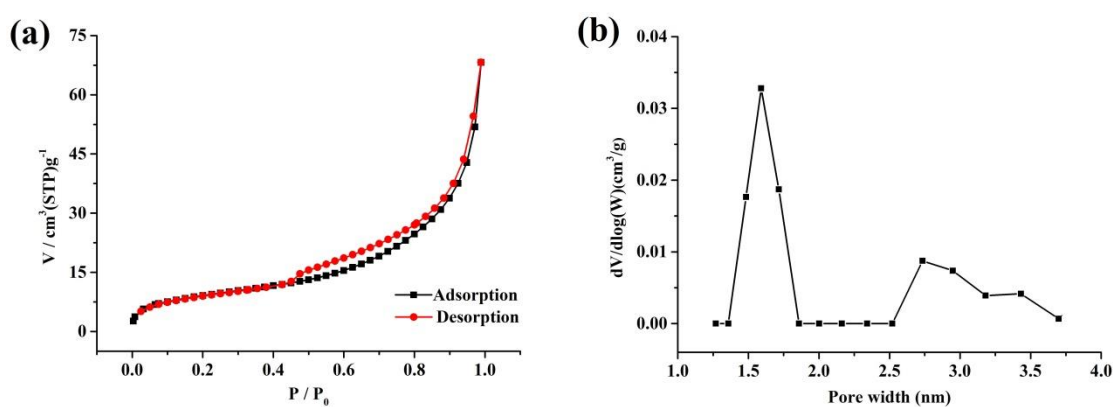 (a)
V / cm³(STP)g⁻¹
75
60
45
30
15
0
0.0 0.2 0.4 0.6 0.8 1.0
P / P₀
Adsorption
Desorption
(b)
dV/dlog(W)(cm³/g)
0.04
0.03
0.02
0.01
0.00
1.0 1.5 2.0 2.5 3.0 3.5 4.0
Pore width (nm)